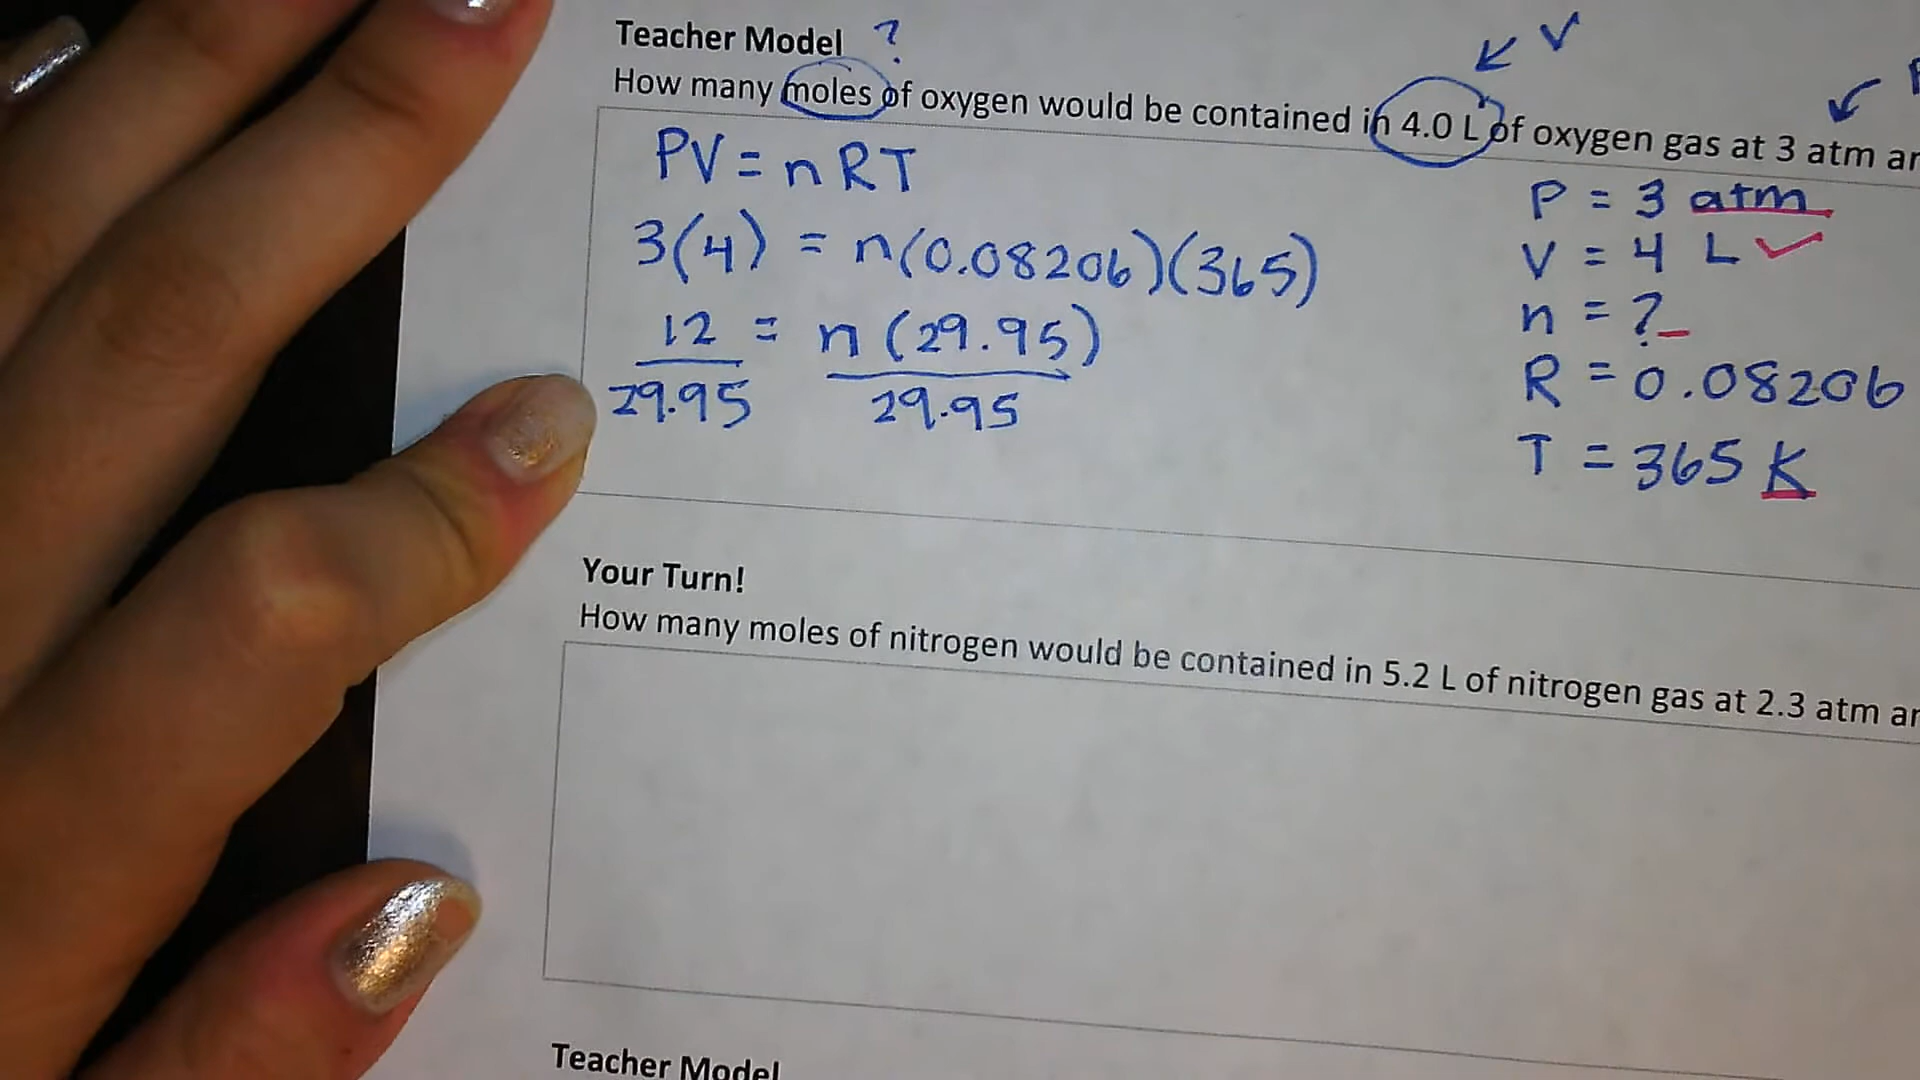 Teacher Model ?
V
How many moles of oxygen would be contained in 4.0 L of oxygen gas at 3 atm
PV = nRT
3(4) = n(0.08206)(365)
12 = n (29.95)
29.95 29.95
P = 3 atm
V = 4 L ✓
n = ?
R = 0.08206
T = 365 K
Your Turn!
How many moles of nitrogen would be contained in 5.2 L of nitrogen gas at 2.3 atm
Teacher Model